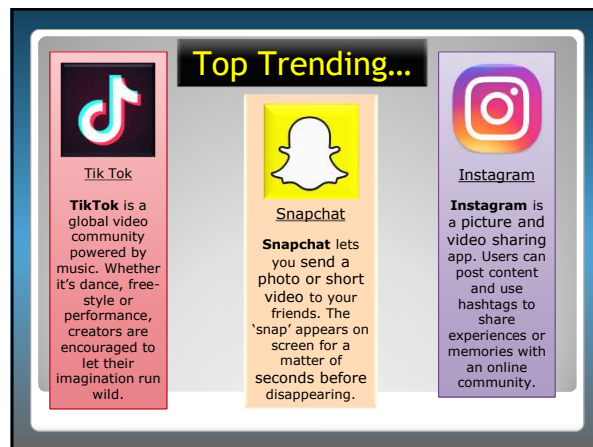 Top Trending…
Tik Tok
TikTok is a
global video
community
powered by
music. Whether
it's dance, free-
style or
performance,
creators are
encouraged to
let their
imagination run
wild.
Snapchat
Snapchat lets
you send a
photo or short
video to your
friends. The
‘snap’ appears on
screen for a
matter of
seconds before
disappearing.
Instagram
Instagram is
a picture and
video sharing
app. Users can
post content
and use
hashtags to
share
experiences or
memories with
an online
community.